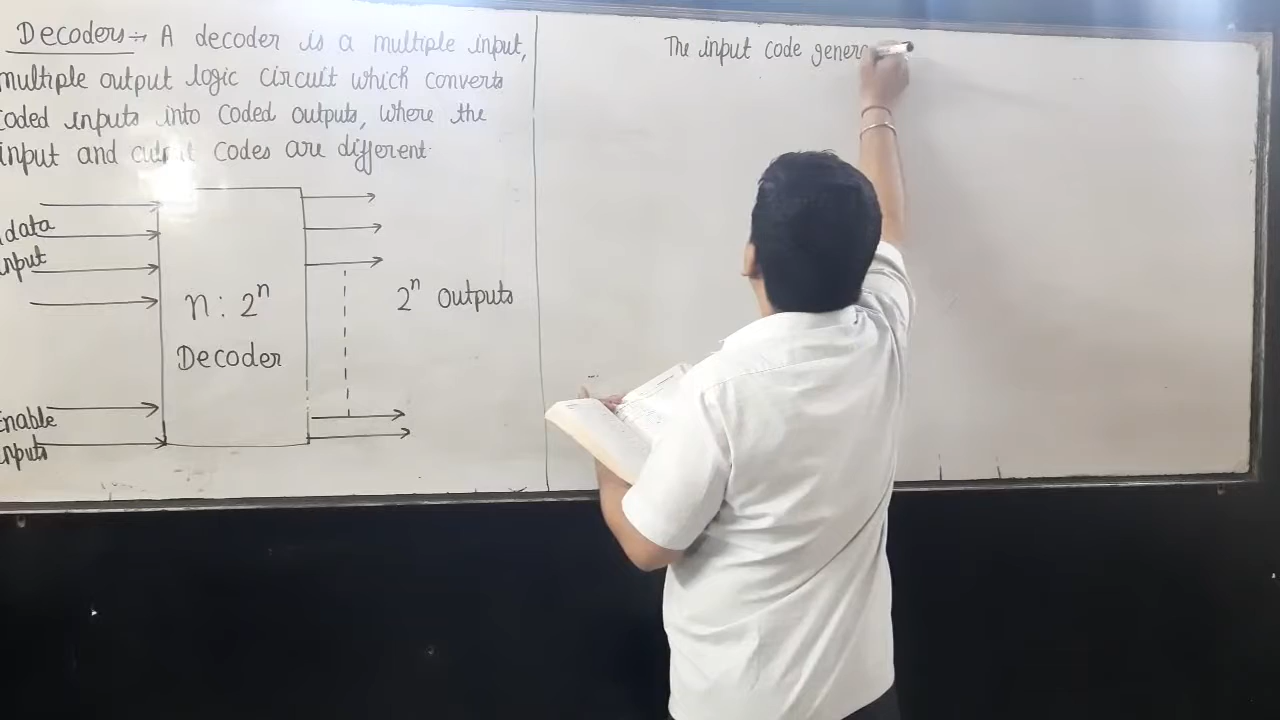 Decoders:- A decoder is a multiple input,
multiple output logic circuit which converts
coded inputs into coded outputs, where the
input and output codes are different.
data
input
n : 2ⁿ
Decoder
2ⁿ outputs
Enable
inputs
The input code gener